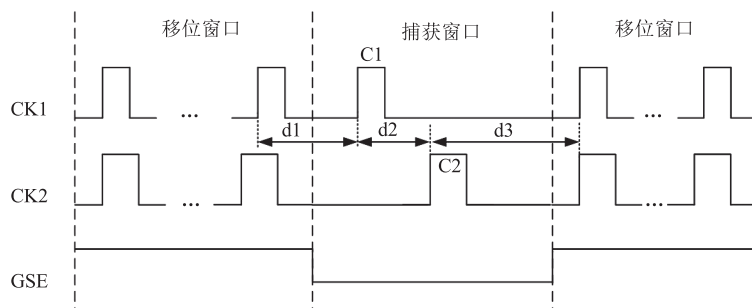 移位窗口 捕获窗口 移位窗口
C1
CK1 ... ...
d1 d2 d3
C2
CK2 ... ...
GSE